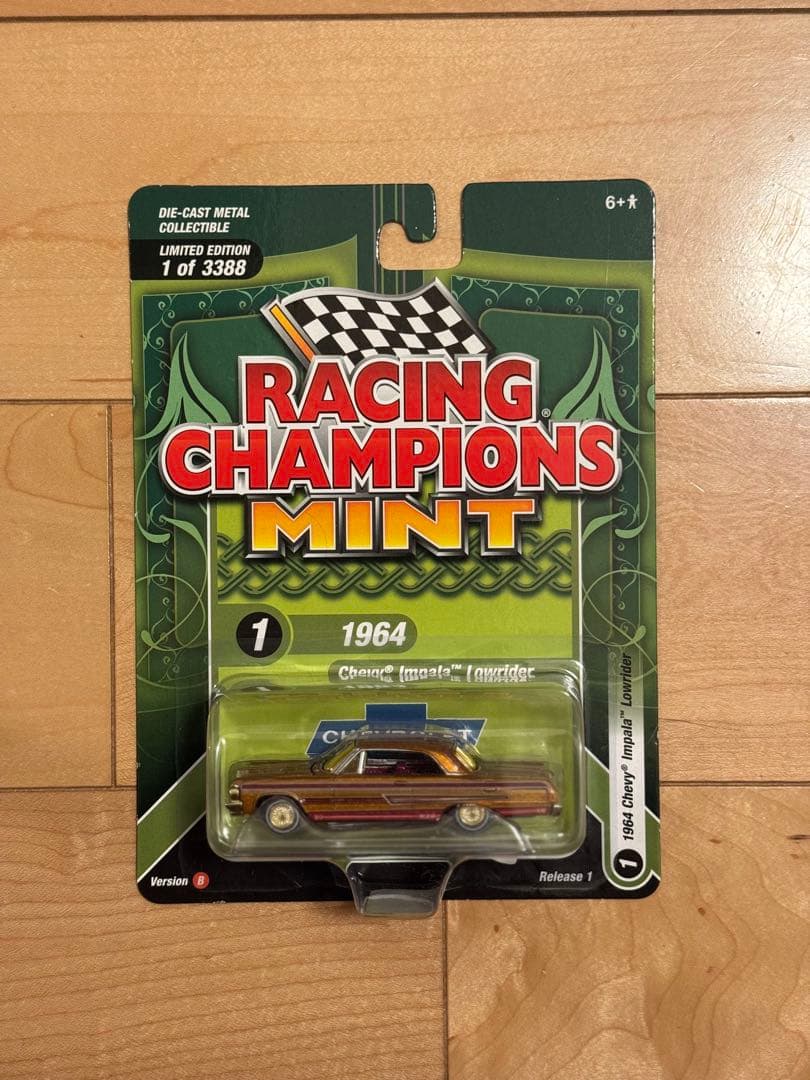 DIE-CAST METAL
COLLECTIBLE
LIMITED EDITION
1 of 3388
6+
RACING
CHAMPIONS®
MINT
1 1964
Chevy® Impala™ Lowrider
CHEVROLET
1 1964 Chevy® Impala™ Lowrider
Version B
Release 1